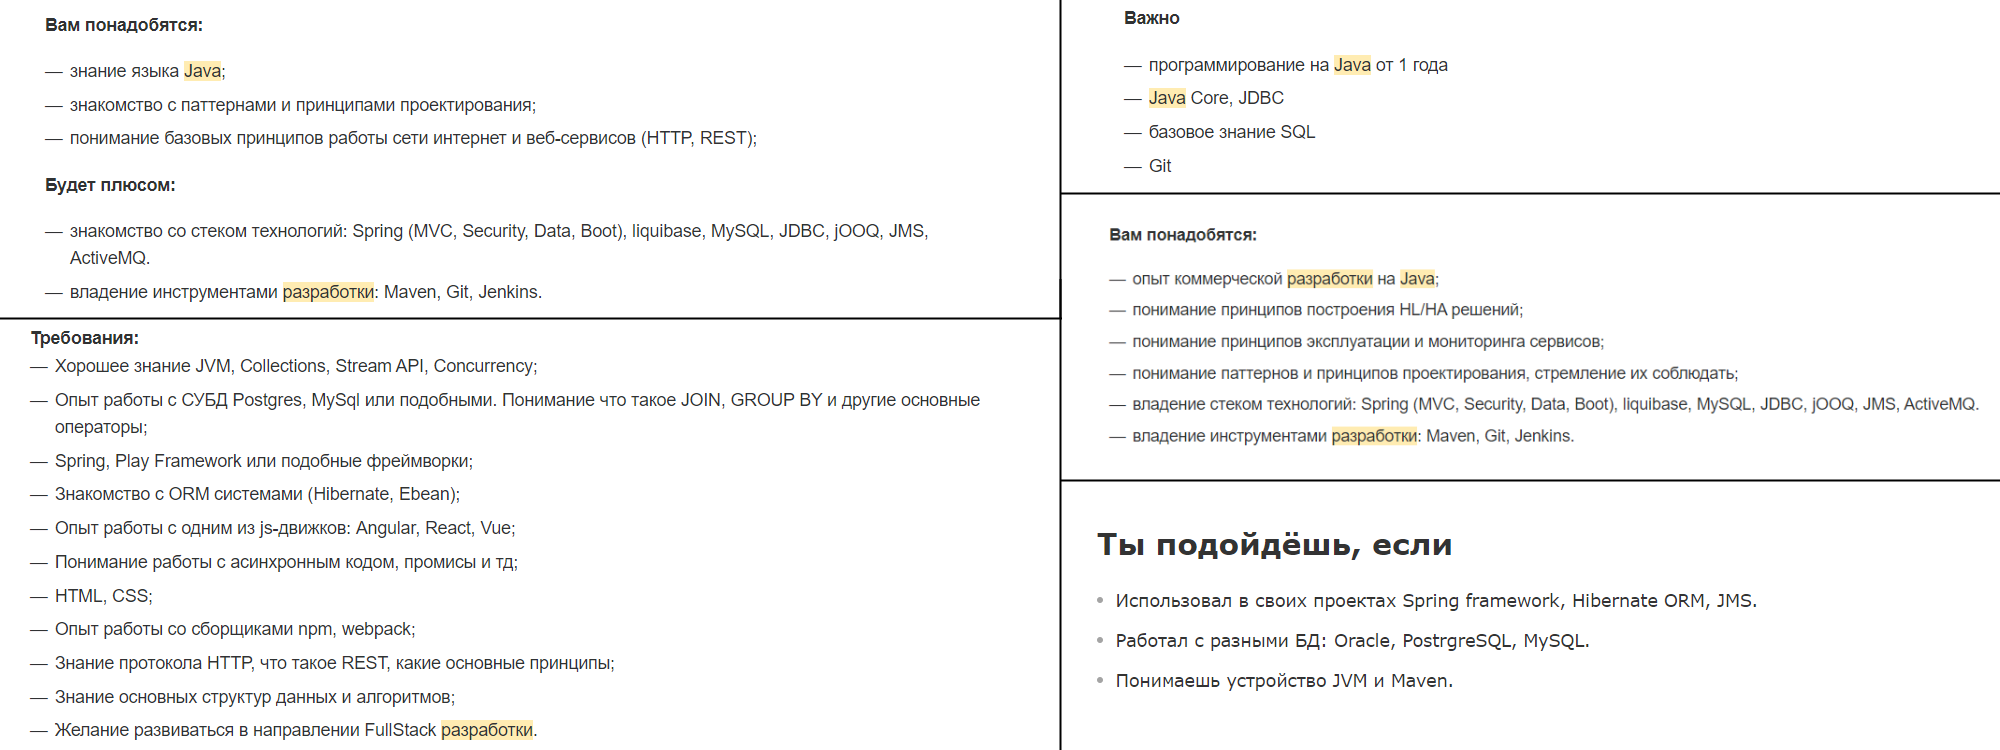 Вам понадобятся:
— знание языка Java;
— знакомство с паттернами и принципами проектирования;
— понимание базовых принципов работы сети интернет и веб-сервисов (HTTP, REST);
Будет плюсом:
— знакомство со стеком технологий: Spring (MVC, Security, Data, Boot), liquibase, MySQL, JDBC, jOOQ, JMS,
ActiveMQ.
— владение инструментами разработки: Maven, Git, Jenkins.
Требования:
— Хорошее знание JVM, Collections, Stream API, Concurrency;
— Опыт работы с СУБД Postgres, MySql или подобными. Понимание что такое JOIN, GROUP BY и другие основные
операторы;
— Spring, Play Framework или подобные фреймворки;
— Знакомство с ORM системами (Hibernate, Ebean);
— Опыт работы с одним из js-движков: Angular, React, Vue;
— Понимание работы с асинхронным кодом, промисы и тд;
— HTML, CSS;
— Опыт работы со сборщиками npm, webpack;
— Знание протокола HTTP, что такое REST, какие основные принципы;
— Знание основных структур данных и алгоритмов;
— Желание развиваться в направлении FullStack разработки.
Важно
— программирование на Java от 1 года
— Java Core, JDBC
— базовое знание SQL
— Git
Вам понадобятся:
— опыт коммерческой разработки на Java;
— понимание принципов построения HL/HA решений;
— понимание принципов эксплуатации и мониторинга сервисов;
— понимание паттернов и принципов проектирования, стремление их соблюдать;
— владение стеком технологий: Spring (MVC, Security, Data, Boot), liquibase, MySQL, JDBC, jOOQ, JMS, ActiveMQ.
— владение инструментами разработки: Maven, Git, Jenkins.
Ты подойдёшь, если
• Использовал в своих проектах Spring framework, Hibernate ORM, JMS.
• Работал с разными БД: Oracle, PostrgreSQL, MySQL.
• Понимаешь устройство JVM и Maven.